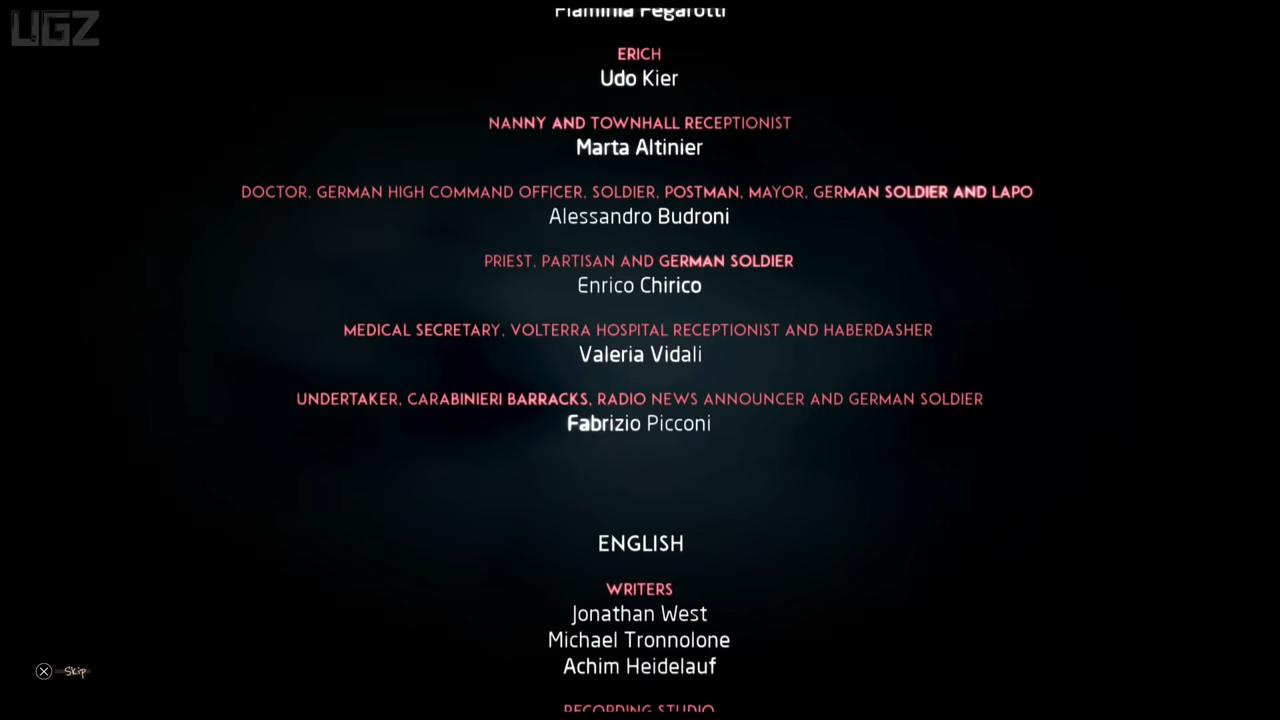 UGZ
Flaminia Fegarotti
ERICH
Udo Kier
NANNY AND TOWNHALL RECEPTIONIST
Marta Altinier
DOCTOR, GERMAN HIGH COMMAND OFFICER, SOLDIER, POSTMAN, MAYOR, GERMAN SOLDIER AND LAPO
Alessandro Budroni
PRIEST, PARTISAN AND GERMAN SOLDIER
Enrico Chirico
MEDICAL SECRETARY, VOLTERRA HOSPITAL RECEPTIONIST AND HABERDASHER
Valeria Vidali
UNDERTAKER, CARABINIERI BARRACKS, RADIO NEWS ANNOUNCER AND GERMAN SOLDIER
Fabrizio Picconi
ENGLISH
WRITERS
Jonathan West
Michael Tronnolone
Achim Heidelauf
Skip
RECORDING STUDIO